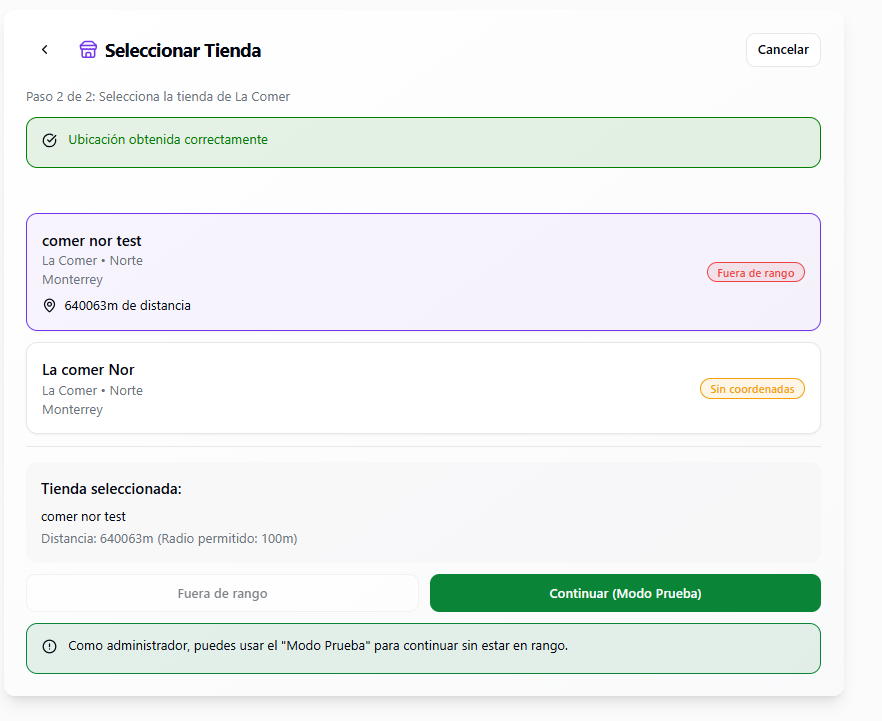 Seleccionar Tienda
Cancelar
Paso 2 de 2: Selecciona la tienda de La Comer
Ubicación obtenida correctamente
comer nor test
La Comer • Norte
Monterrey
Fuera de rango
640063m de distancia
La comer Nor
La Comer • Norte
Monterrey
Sin coordenadas
Tienda seleccionada:
comer nor test
Distancia: 640063m (Radio permitido: 100m)
Fuera de rango
Continuar (Modo Prueba)
Como administrador, puedes usar el "Modo Prueba" para continuar sin estar en rango.